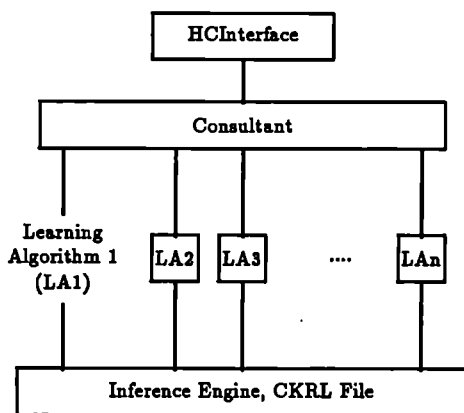 HCInterface
Consultant
Learning
Algorithm 1
(LA1)
LA2
LA3
....
LAn
Inference Engine, CKRL File